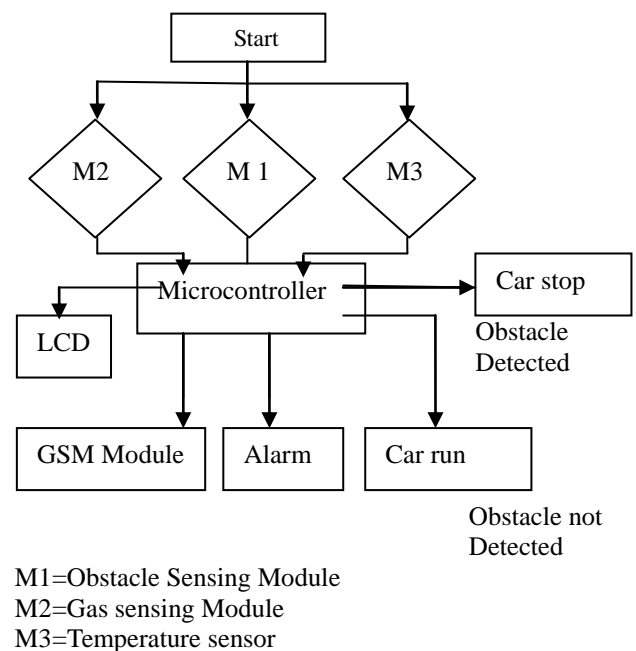 Start
M2
M 1
M3
Microcontroller
Car stop
LCD
Obstacle
Detected
GSM Module
Alarm
Car run
Obstacle not
Detected
M1=Obstacle Sensing Module
M2=Gas sensing Module
M3=Temperature sensor